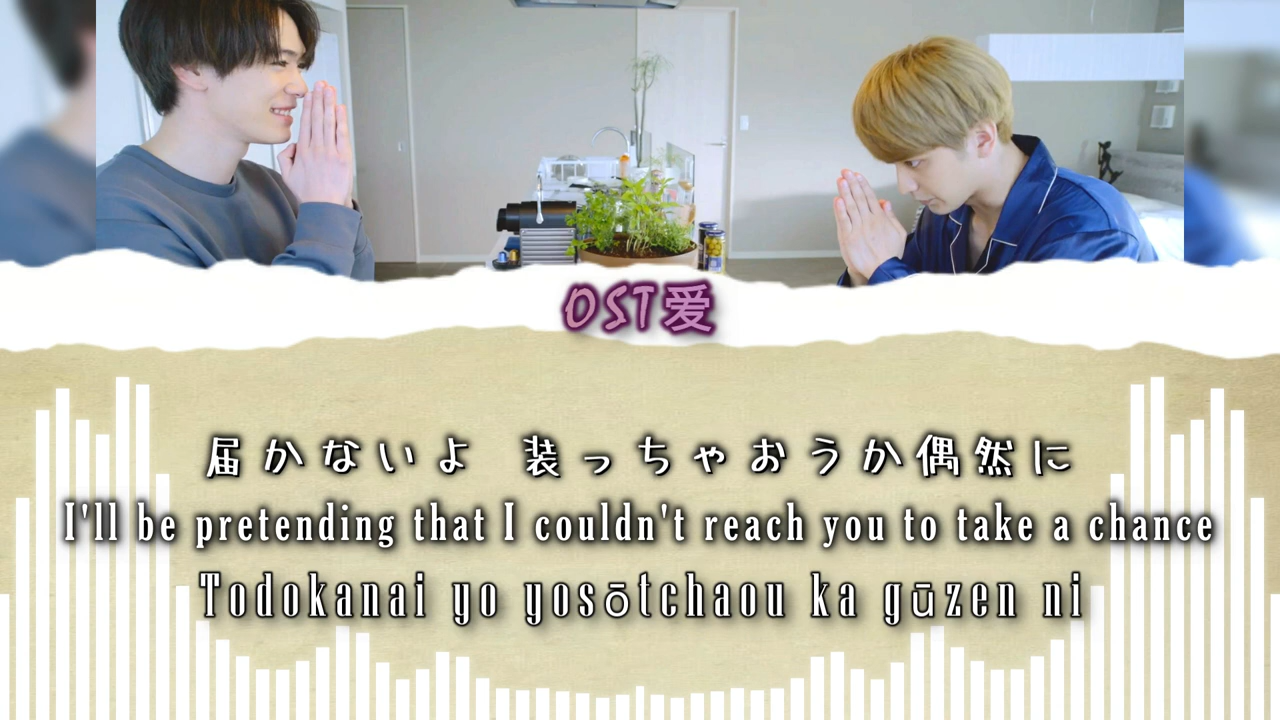 OST爱
届かないよ 装っちゃおうか偶然に
I'll be pretending that I couldn't reach you to take a chance
Todokanai yo yosōtchaou ka gūzen ni